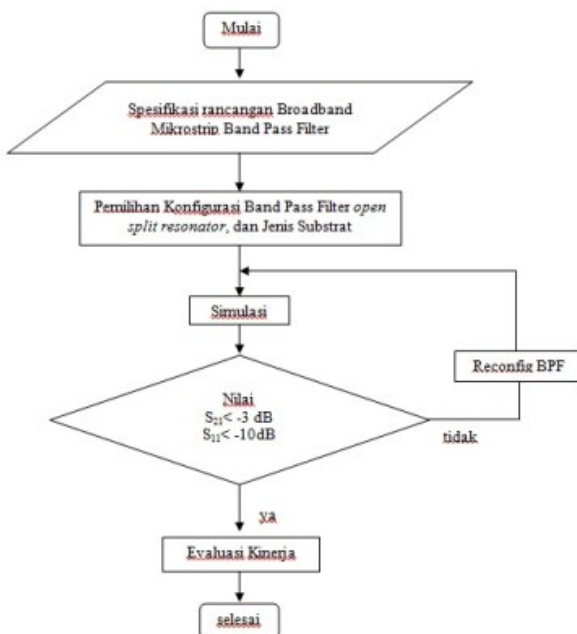 Mulai
Spesifikasi rancangan Broadband
Mikrostrip Band Pass Filter
Pemilihan Konfigurasi Band Pass Filter open
split resonator, dan Jenis Substrat
Simulasi
Reconfig BPF
Nilai
S₂₁< -3 dB
S₁₁< -10dB
tidak
ya
Evaluasi Kinerja
selesai